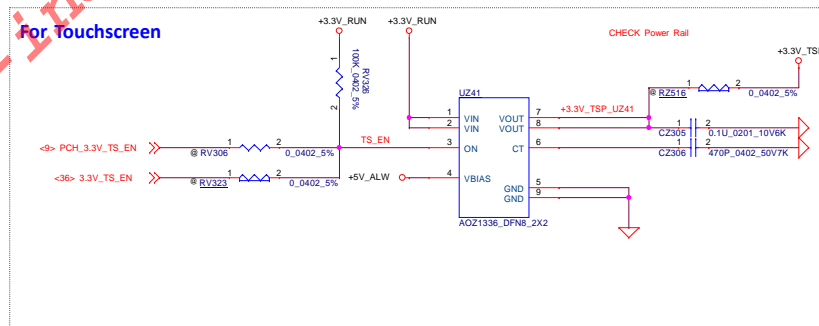 For Touchscreen
+3.3V_RUN
+3.3V_RUN
CHECK Power Rail
+3.3V_TS
1
RV326
100K_0402_5%
2
UZ41
@ RZ516
1
2
0_0402_5%
+3.3V_TSP_UZ41
1 VIN
2 VIN
VOUT 7
VOUT 8
CZ305
1
2
0.1U_0201_10V6K
<9> PCH_3.3V_TS_EN
@ RV306
1
2
0_0402_5%
TS_EN
3 ON
CT 6
CZ306
1
2
470P_0402_50V7K
<36> 3.3V_TS_EN
@ RV323
1
2
0_0402_5%
+5V_ALW
4 VBIAS
GND 5
GND 9
AOZ1336_DFN8_2X2